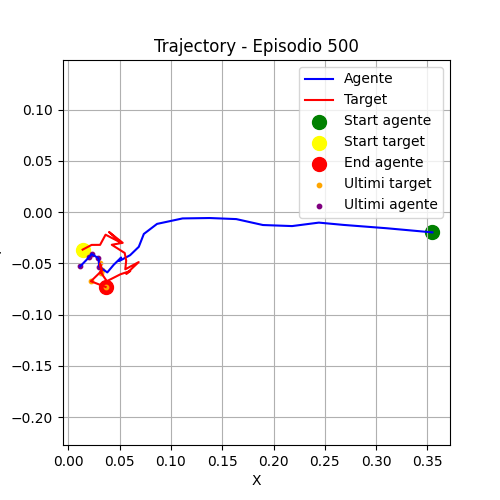 Trajectory - Episodio 500
Agente
Target
Start agente
Start target
End agente
Ultimi target
Ultimi agente
0.10
0.05
0.00
−0.05
−0.10
−0.15
−0.20
0.00 0.05 0.10 0.15 0.20 0.25 0.30 0.35
X